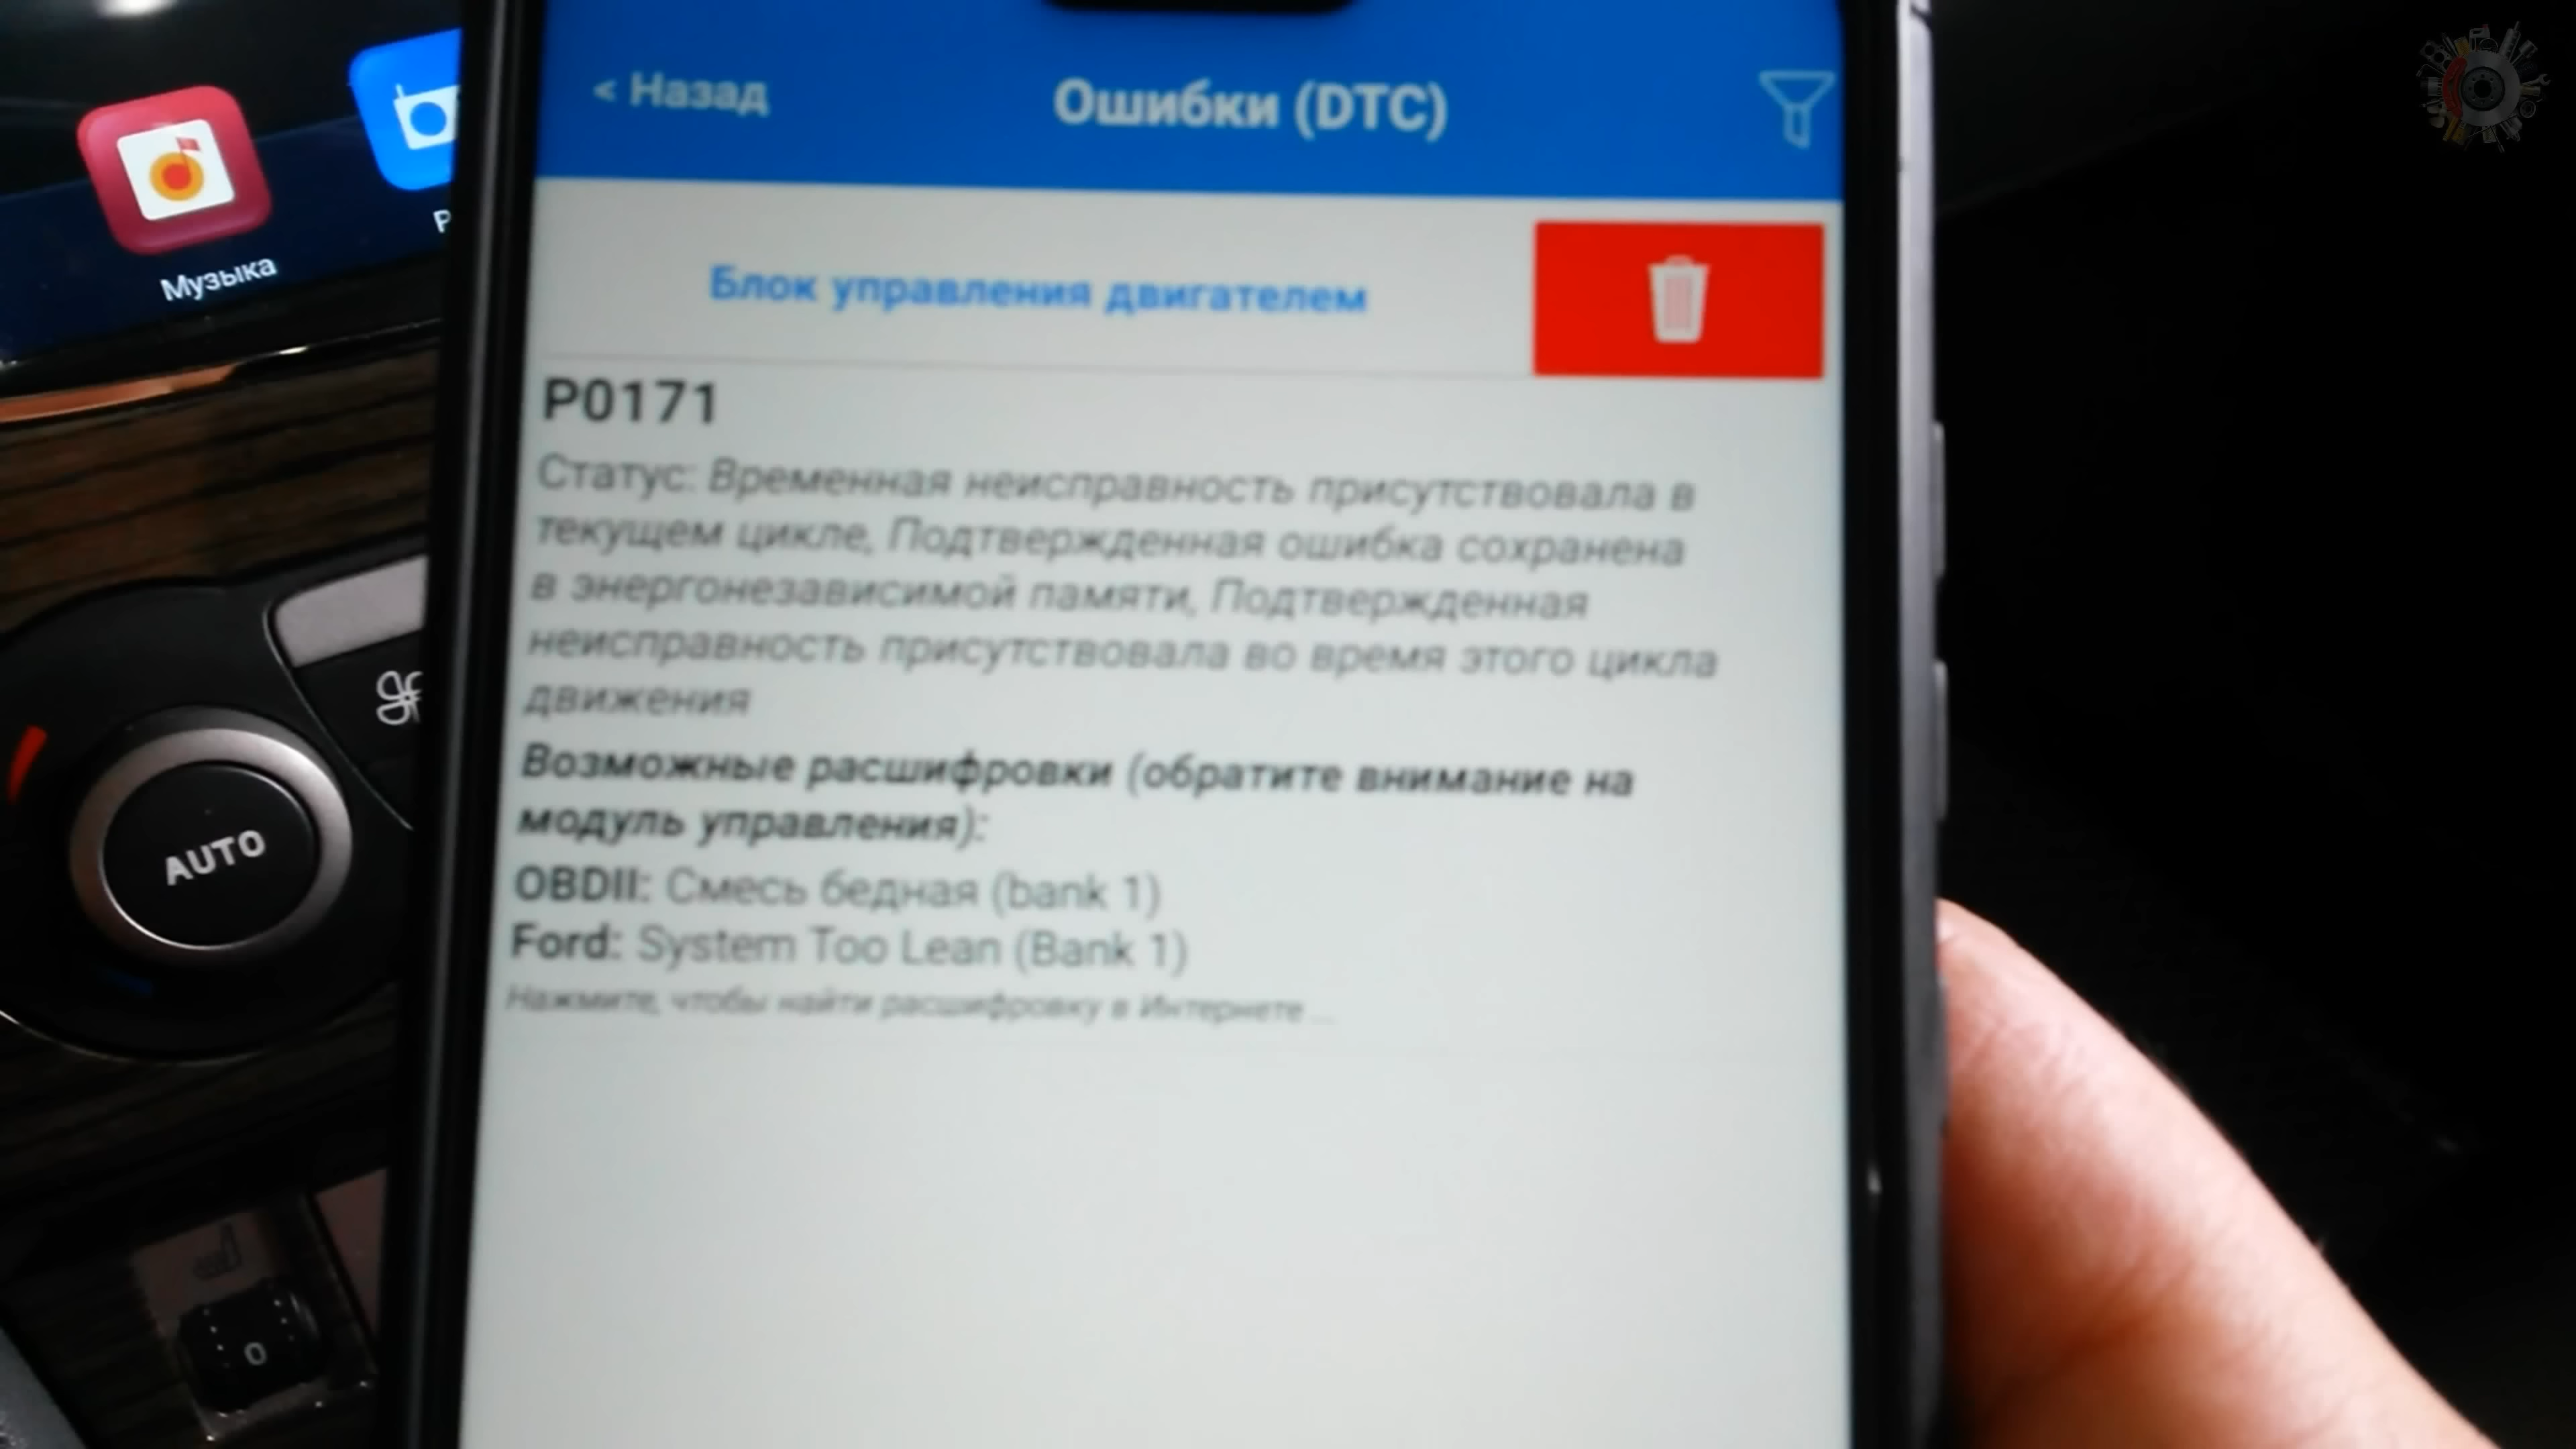 < Назад
Ошибки (DTC)
Музыка
Блок управления двигателем
P0171
Статус: Временная неисправность присутствовала в
текущем цикле, Подтвержденная ошибка сохранена
в энергонезависимой памяти, Подтвержденная
неисправность присутствовала во время этого цикла
движения
Возможные расшифровки (обратите внимание на
модуль управления):
OBDII: Смесь бедная (bank 1)
Ford: System Too Lean (Bank 1)
Нажмите, чтобы найти расшифровку в Интернете ...
AUTO
0